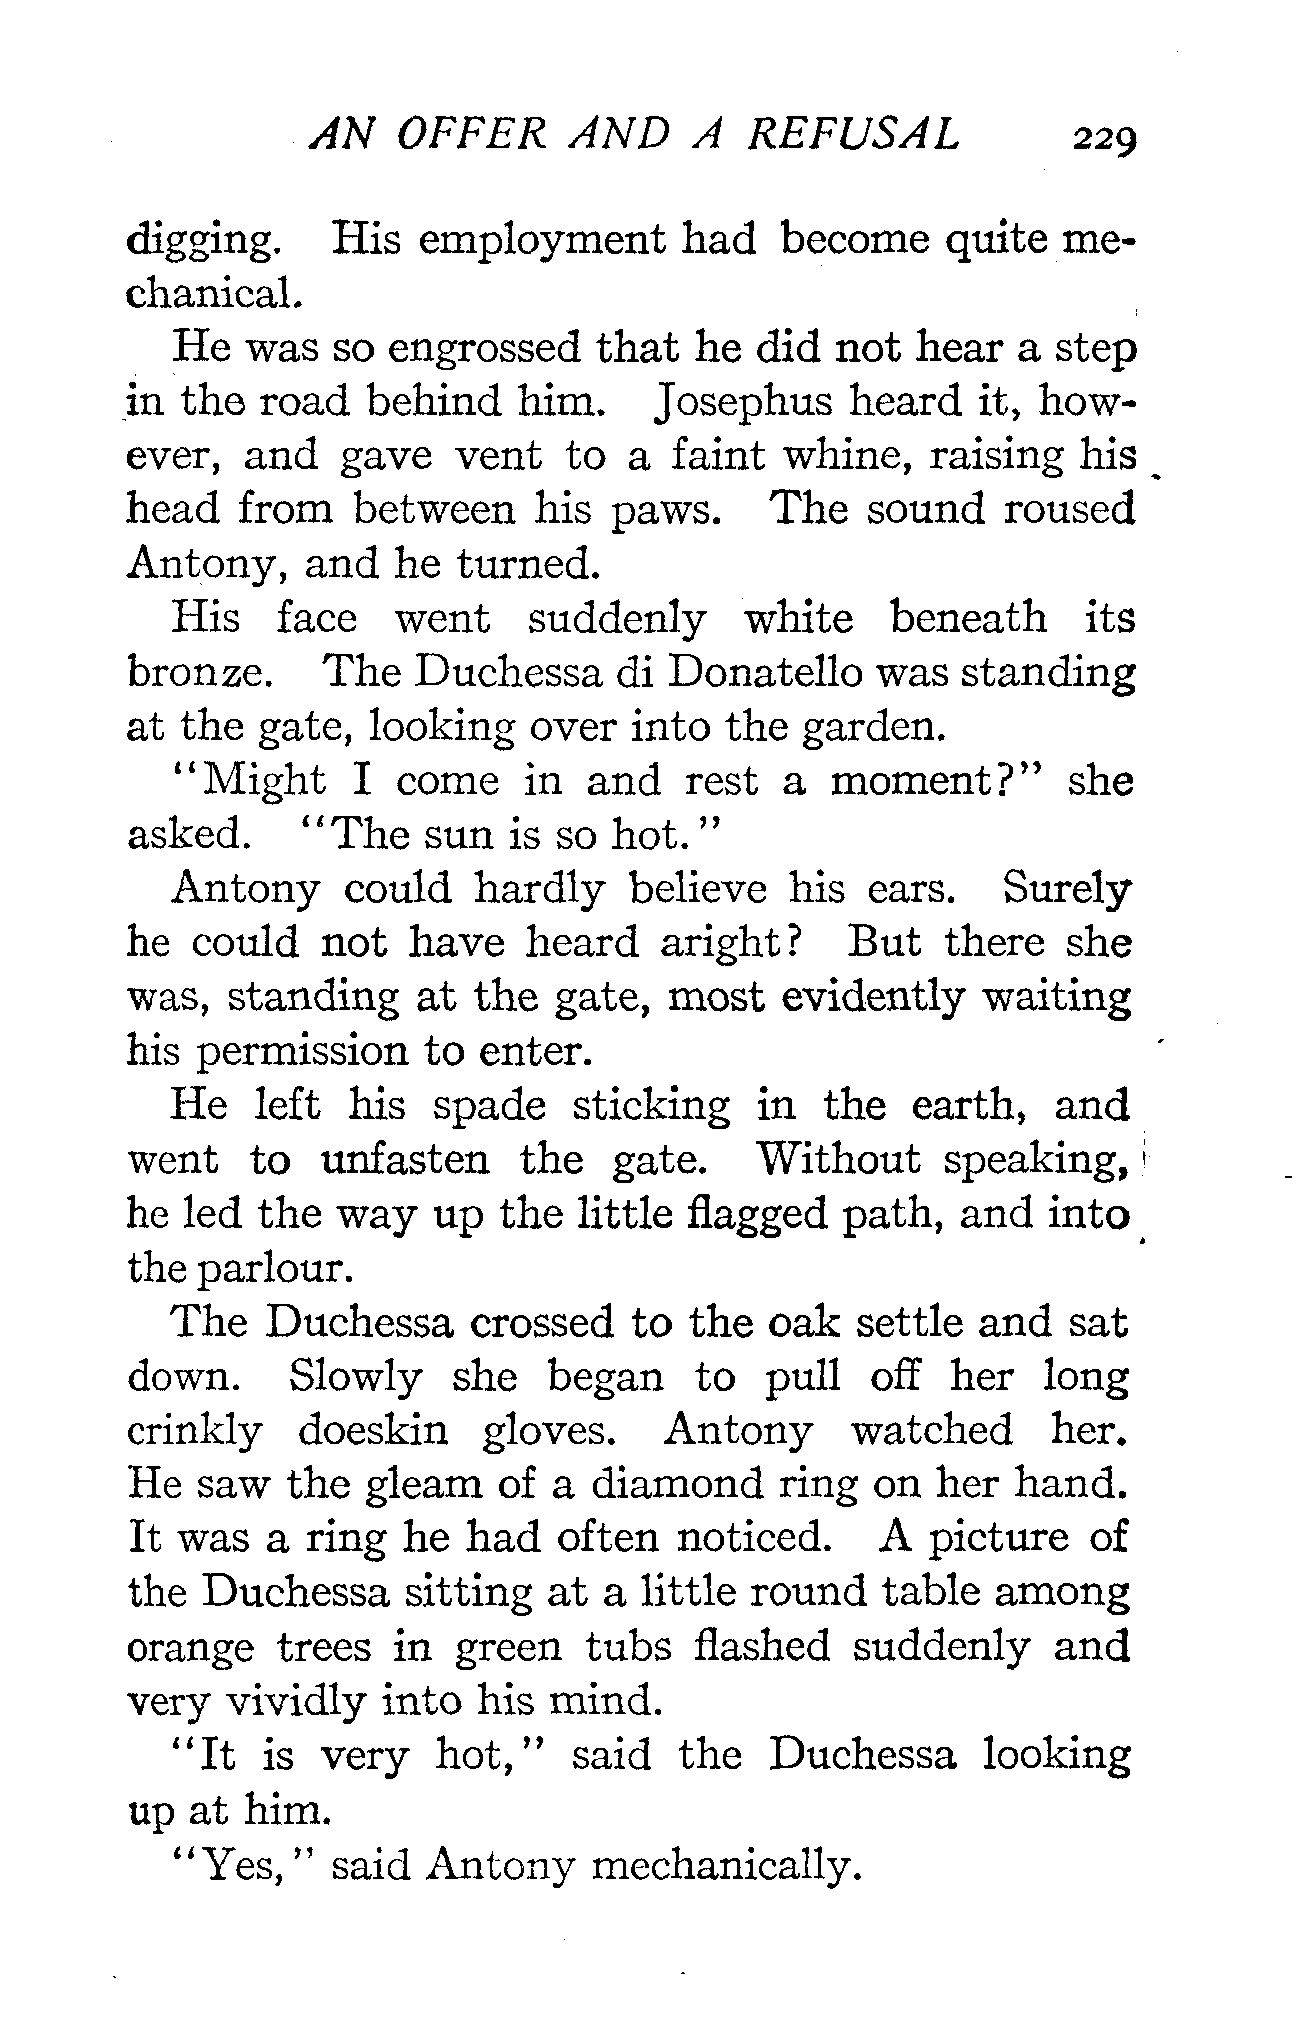 AN OFFER AND A REFUSAL 229
digging. His employment had become quite me-
chanical.
He was so engrossed that he did not hear a step
in the road behind him. Josephus heard it, how-
ever, and gave vent to a faint whine, raising his
head from between his paws. The sound roused
Antony, and he turned.
His face went suddenly white beneath its
bronze. The Duchessa di Donatello was standing
at the gate, looking over into the garden.
"Might I come in and rest a moment?" she
asked. "The sun is so hot."
Antony could hardly believe his ears. Surely
he could not have heard aright? But there she
was, standing at the gate, most evidently waiting
his permission to enter.
He left his spade sticking in the earth, and
went to unfasten the gate. Without speaking,
he led the way up the little flagged path, and into
the parlour.
The Duchessa crossed to the oak settle and sat
down. Slowly she began to pull off her long
crinkly doeskin gloves. Antony watched her.
He saw the gleam of a diamond ring on her hand.
It was a ring he had often noticed. A picture of
the Duchessa sitting at a little round table among
orange trees in green tubs flashed suddenly and
very vividly into his mind.
"It is very hot," said the Duchessa looking
up at him.
"Yes," said Antony mechanically.